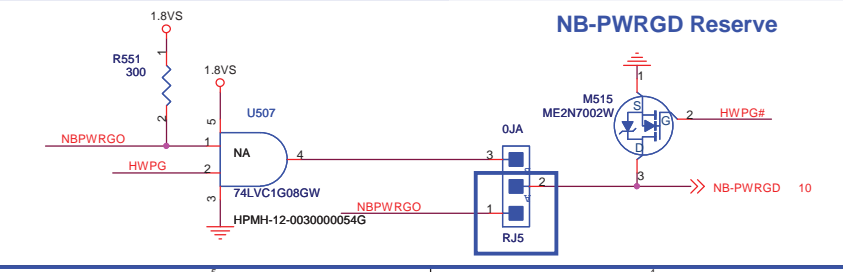 NB-PWRGD Reserve
1.8VS
R551
300
1
2
1.8VS
U507
5
NBPWRGO
1
NA
4
HWPG
2
74LVC1G08GW
3
HPMH-12-0030000054G
0JA
3
2
NBPWRGO
1
A
RJ5
1
M515
ME2N7002W
S
G
D
2
HWPG#
3
NB-PWRGD 10